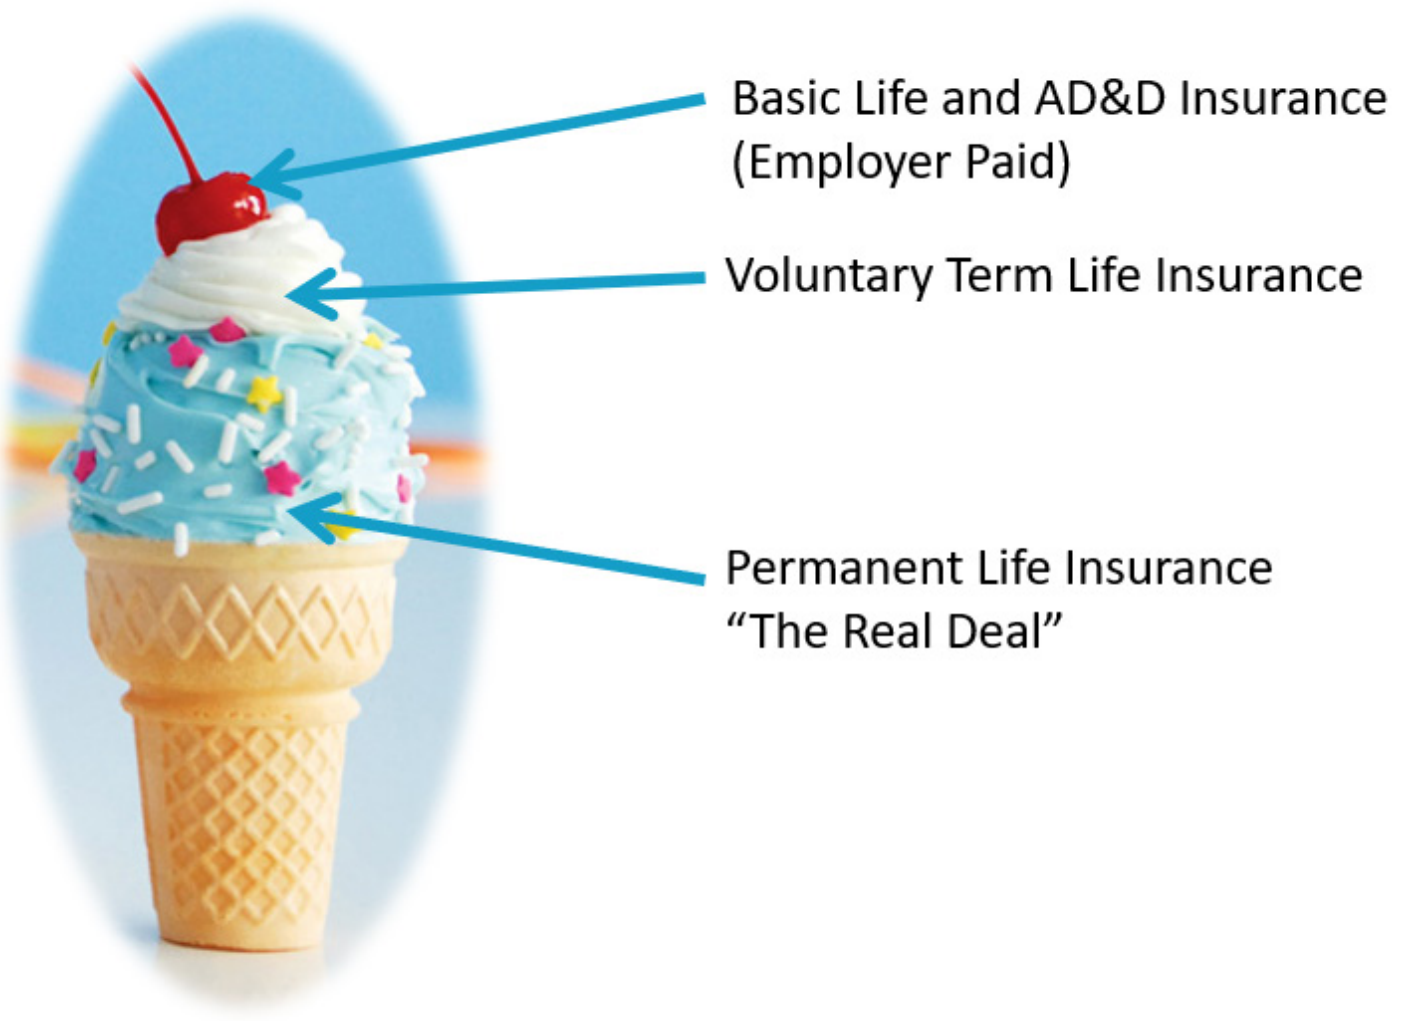 Basic Life and AD&D Insurance
(Employer Paid)
Voluntary Term Life Insurance
Permanent Life Insurance
“The Real Deal”